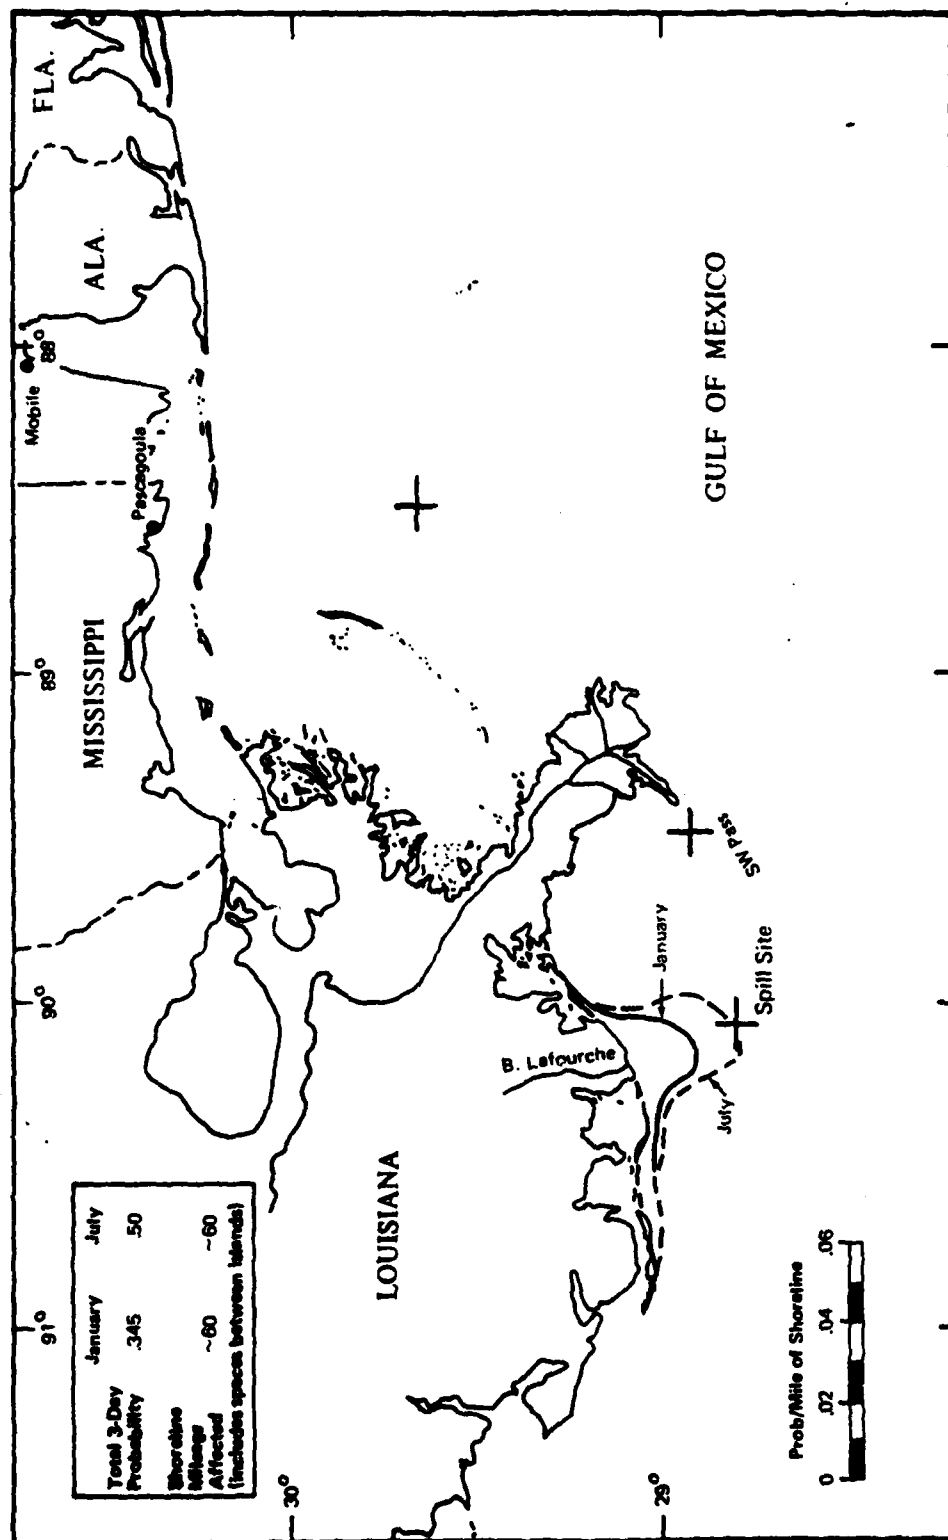 91°
90°
89°
88°
Mobile
FLA.
ALA.
MISSISSIPPI
Pascagoula
Total 3-Day Probability
January July
.345 .50
Shoreline Mileage Affected
~60 ~60
(includes spaces between islands)
30°
LOUISIANA
B. Lafourche
29°
July
January
Spill Site
SW Pass
GULF OF MEXICO
Prob/Mile of Shoreline
0 .02 .04 .06